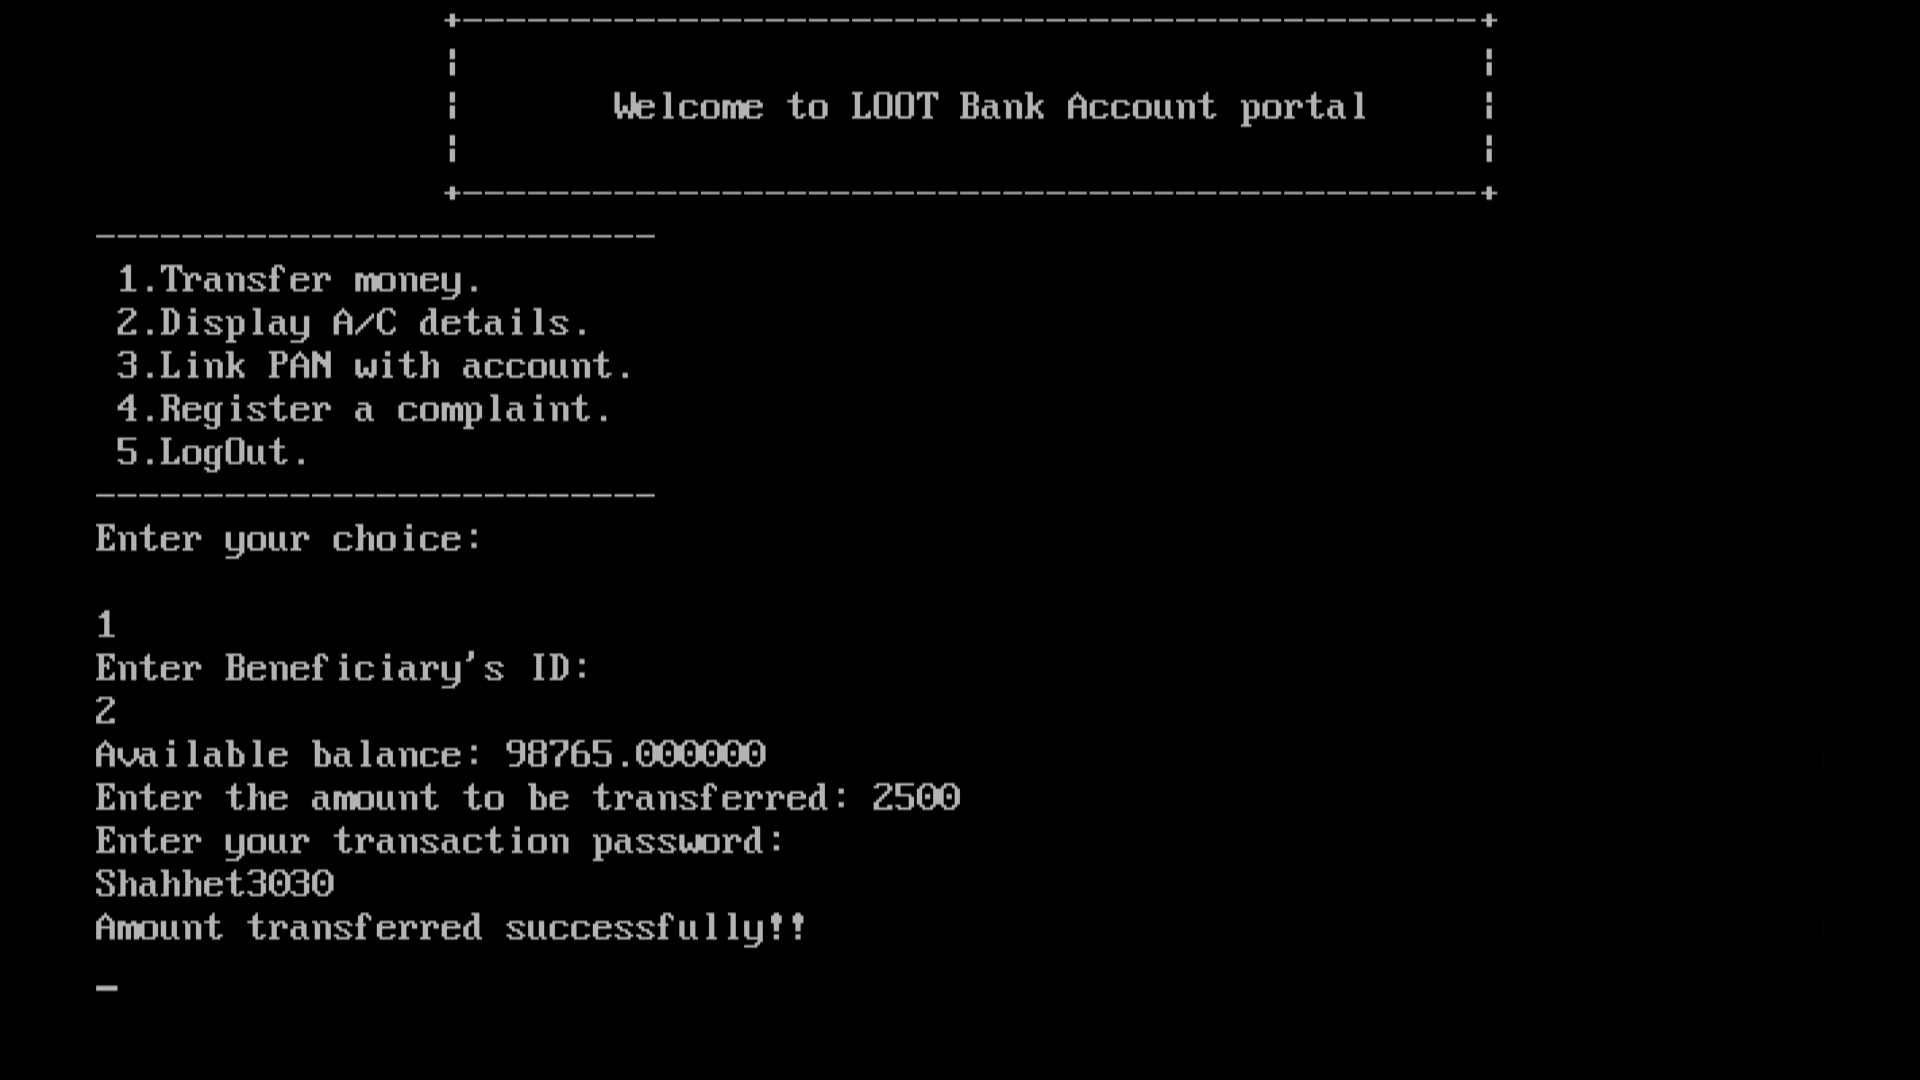 +-----------------------------------------------+
Welcome to LOOT Bank Account portal
+-----------------------------------------------+
--------------------------
1.Transfer money.
2.Display A/C details.
3.Link PAN with account.
4.Register a complaint.
5.LogOut.
--------------------------
Enter your choice:
1
Enter Beneficiary's ID:
2
Available balance: 98765.000000
Enter the amount to be transferred: 2500
Enter your transaction password:
Shahhet3030
Amount transferred successfully!!
_